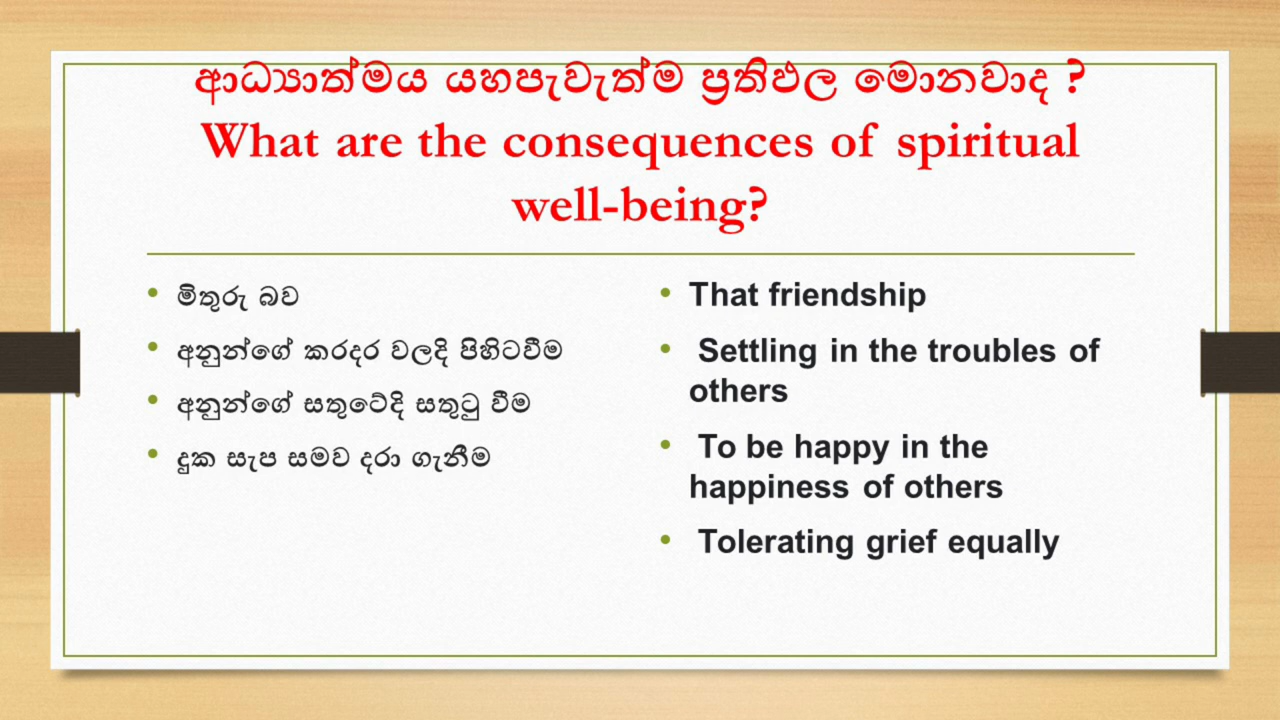 ආධ්‍යාත්මය යහපැවැත්ම ප්‍රතිඵල මොනවාද ?
What are the consequences of spiritual
well-being?
• මිතුරු බව
• අනුන්ගේ කරදර වලදි පිහිටවීම
• අනුන්ගේ සතුටේදි සතුටු වීම
• දුක සැප සමව දරා ගැනීම
• That friendship
• Settling in the troubles of
others
• To be happy in the
happiness of others
• Tolerating grief equally